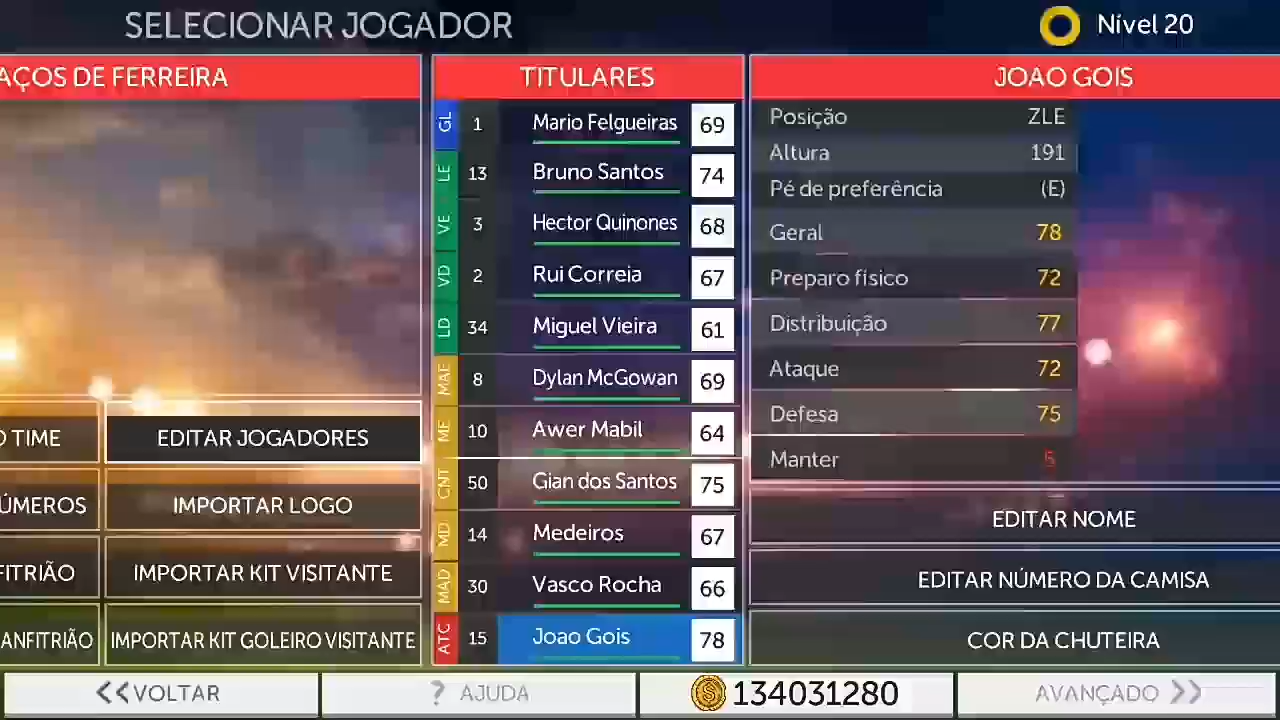 SELECIONAR JOGADOR
Nível 20
AÇOS DE FERREIRA
TIME
EDITAR JOGADORES
ÚMEROS
IMPORTAR LOGO
FITRIÃO
IMPORTAR KIT VISITANTE
ANFITRIÃO
IMPORTAR KIT GOLEIRO VISITANTE
TITULARES
GL 1 Mario Felgueiras 69
LE 13 Bruno Santos 74
VE 3 Hector Quinones 68
VD 2 Rui Correia 67
LD 34 Miguel Vieira 61
MAE 8 Dylan McGowan 69
ME 10 Awer Mabil 64
CNT 50 Gian dos Santos 75
MD 14 Medeiros 67
MAD 30 Vasco Rocha 66
ATC 15 Joao Gois 78
JOAO GOIS
Posição ZLE
Altura 191
Pé de preferência (E)
Geral 78
Preparo físico 72
Distribuição 77
Ataque 72
Defesa 75
Manter 5
EDITAR NOME
EDITAR NÚMERO DA CAMISA
COR DA CHUTEIRA
VOLTAR
? AJUDA
134031280
AVANÇADO